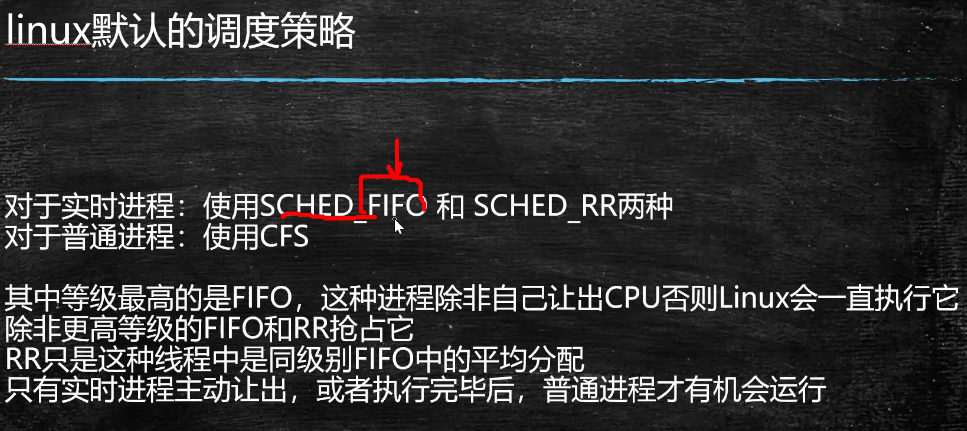 linux默认的调度策略
对于实时进程：使用SCHED_FIFO 和 SCHED_RR两种
对于普通进程：使用CFS
其中等级最高的是FIFO，这种进程除非自己让出CPU否则Linux会一直执行它
除非更高等级的FIFO和RR抢占它
RR只是这种线程中是同级别FIFO中的平均分配
只有实时进程主动让出，或者执行完毕后，普通进程才有机会运行